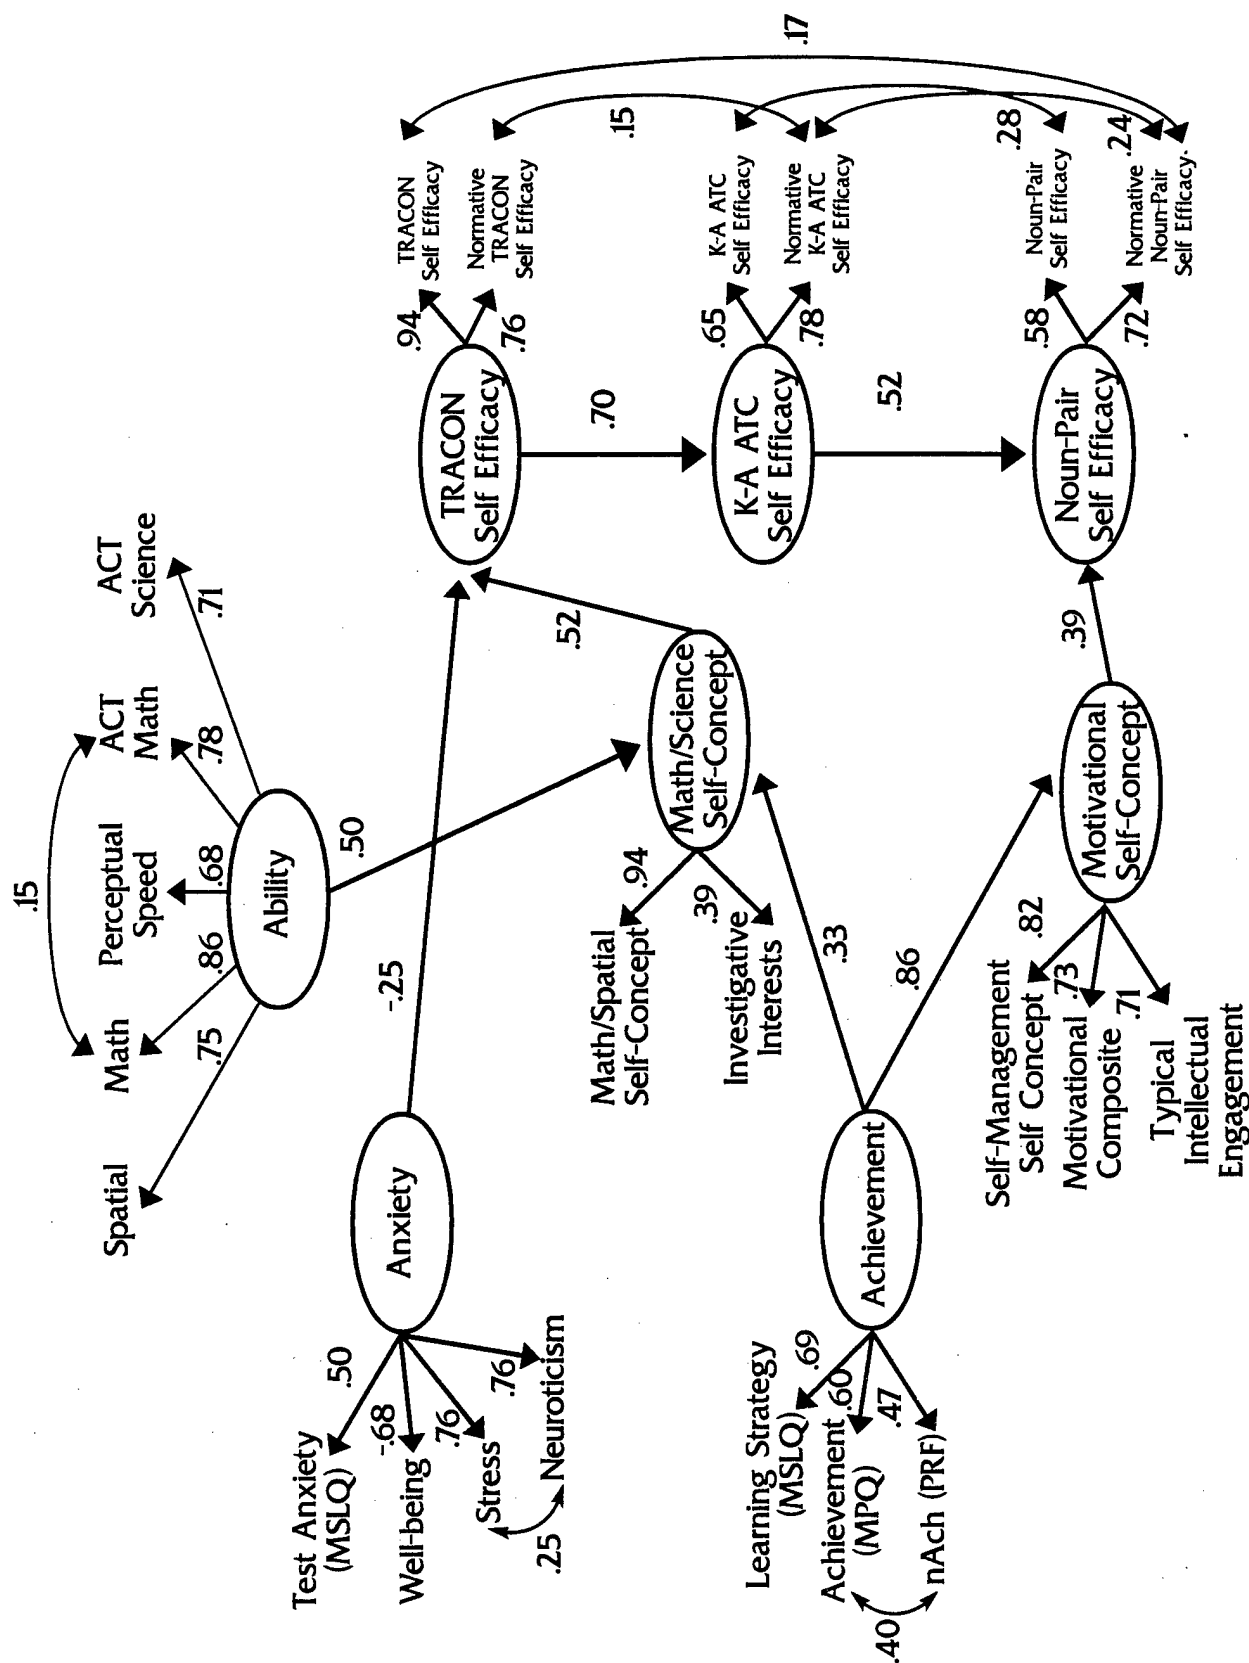 .15
Spatial
Math
Perceptual
Speed
ACT
Math
ACT
Science
.75
.86
.68
.78
.71
Ability
.50
Test Anxiety
(MSLQ)
Well-being
Stress
Neuroticism
.25
.50
-.68
.76
.76
Anxiety
-.25
Math/Spatial
Self-Concept
Investigative
Interests
.94
.39
Math/Science
Self-Concept
.52
TRACON
Self Efficacy
.94
.76
TRACON
Self Efficacy
Normative
TRACON
Self Efficacy
.70
.15
.17
K-A ATC
Self Efficacy
.65
.78
K-A ATC
Self Efficacy
Normative
K-A ATC
Self Efficacy
.52
.28
.24
Learning Strategy
(MSLQ)
Achievement
(MPQ)
nAch (PRF)
.40
.69
.60
.47
Achievement
.33
.86
Self-Management
Self Concept
Motivational
Composite
Typical
Intellectual
Engagement
.82
.73
.71
Motivational
Self-Concept
.39
Noun-Pair
Self Efficacy
.58
.72
Noun-Pair
Self Efficacy
Normative
Noun-Pair
Self Efficacy